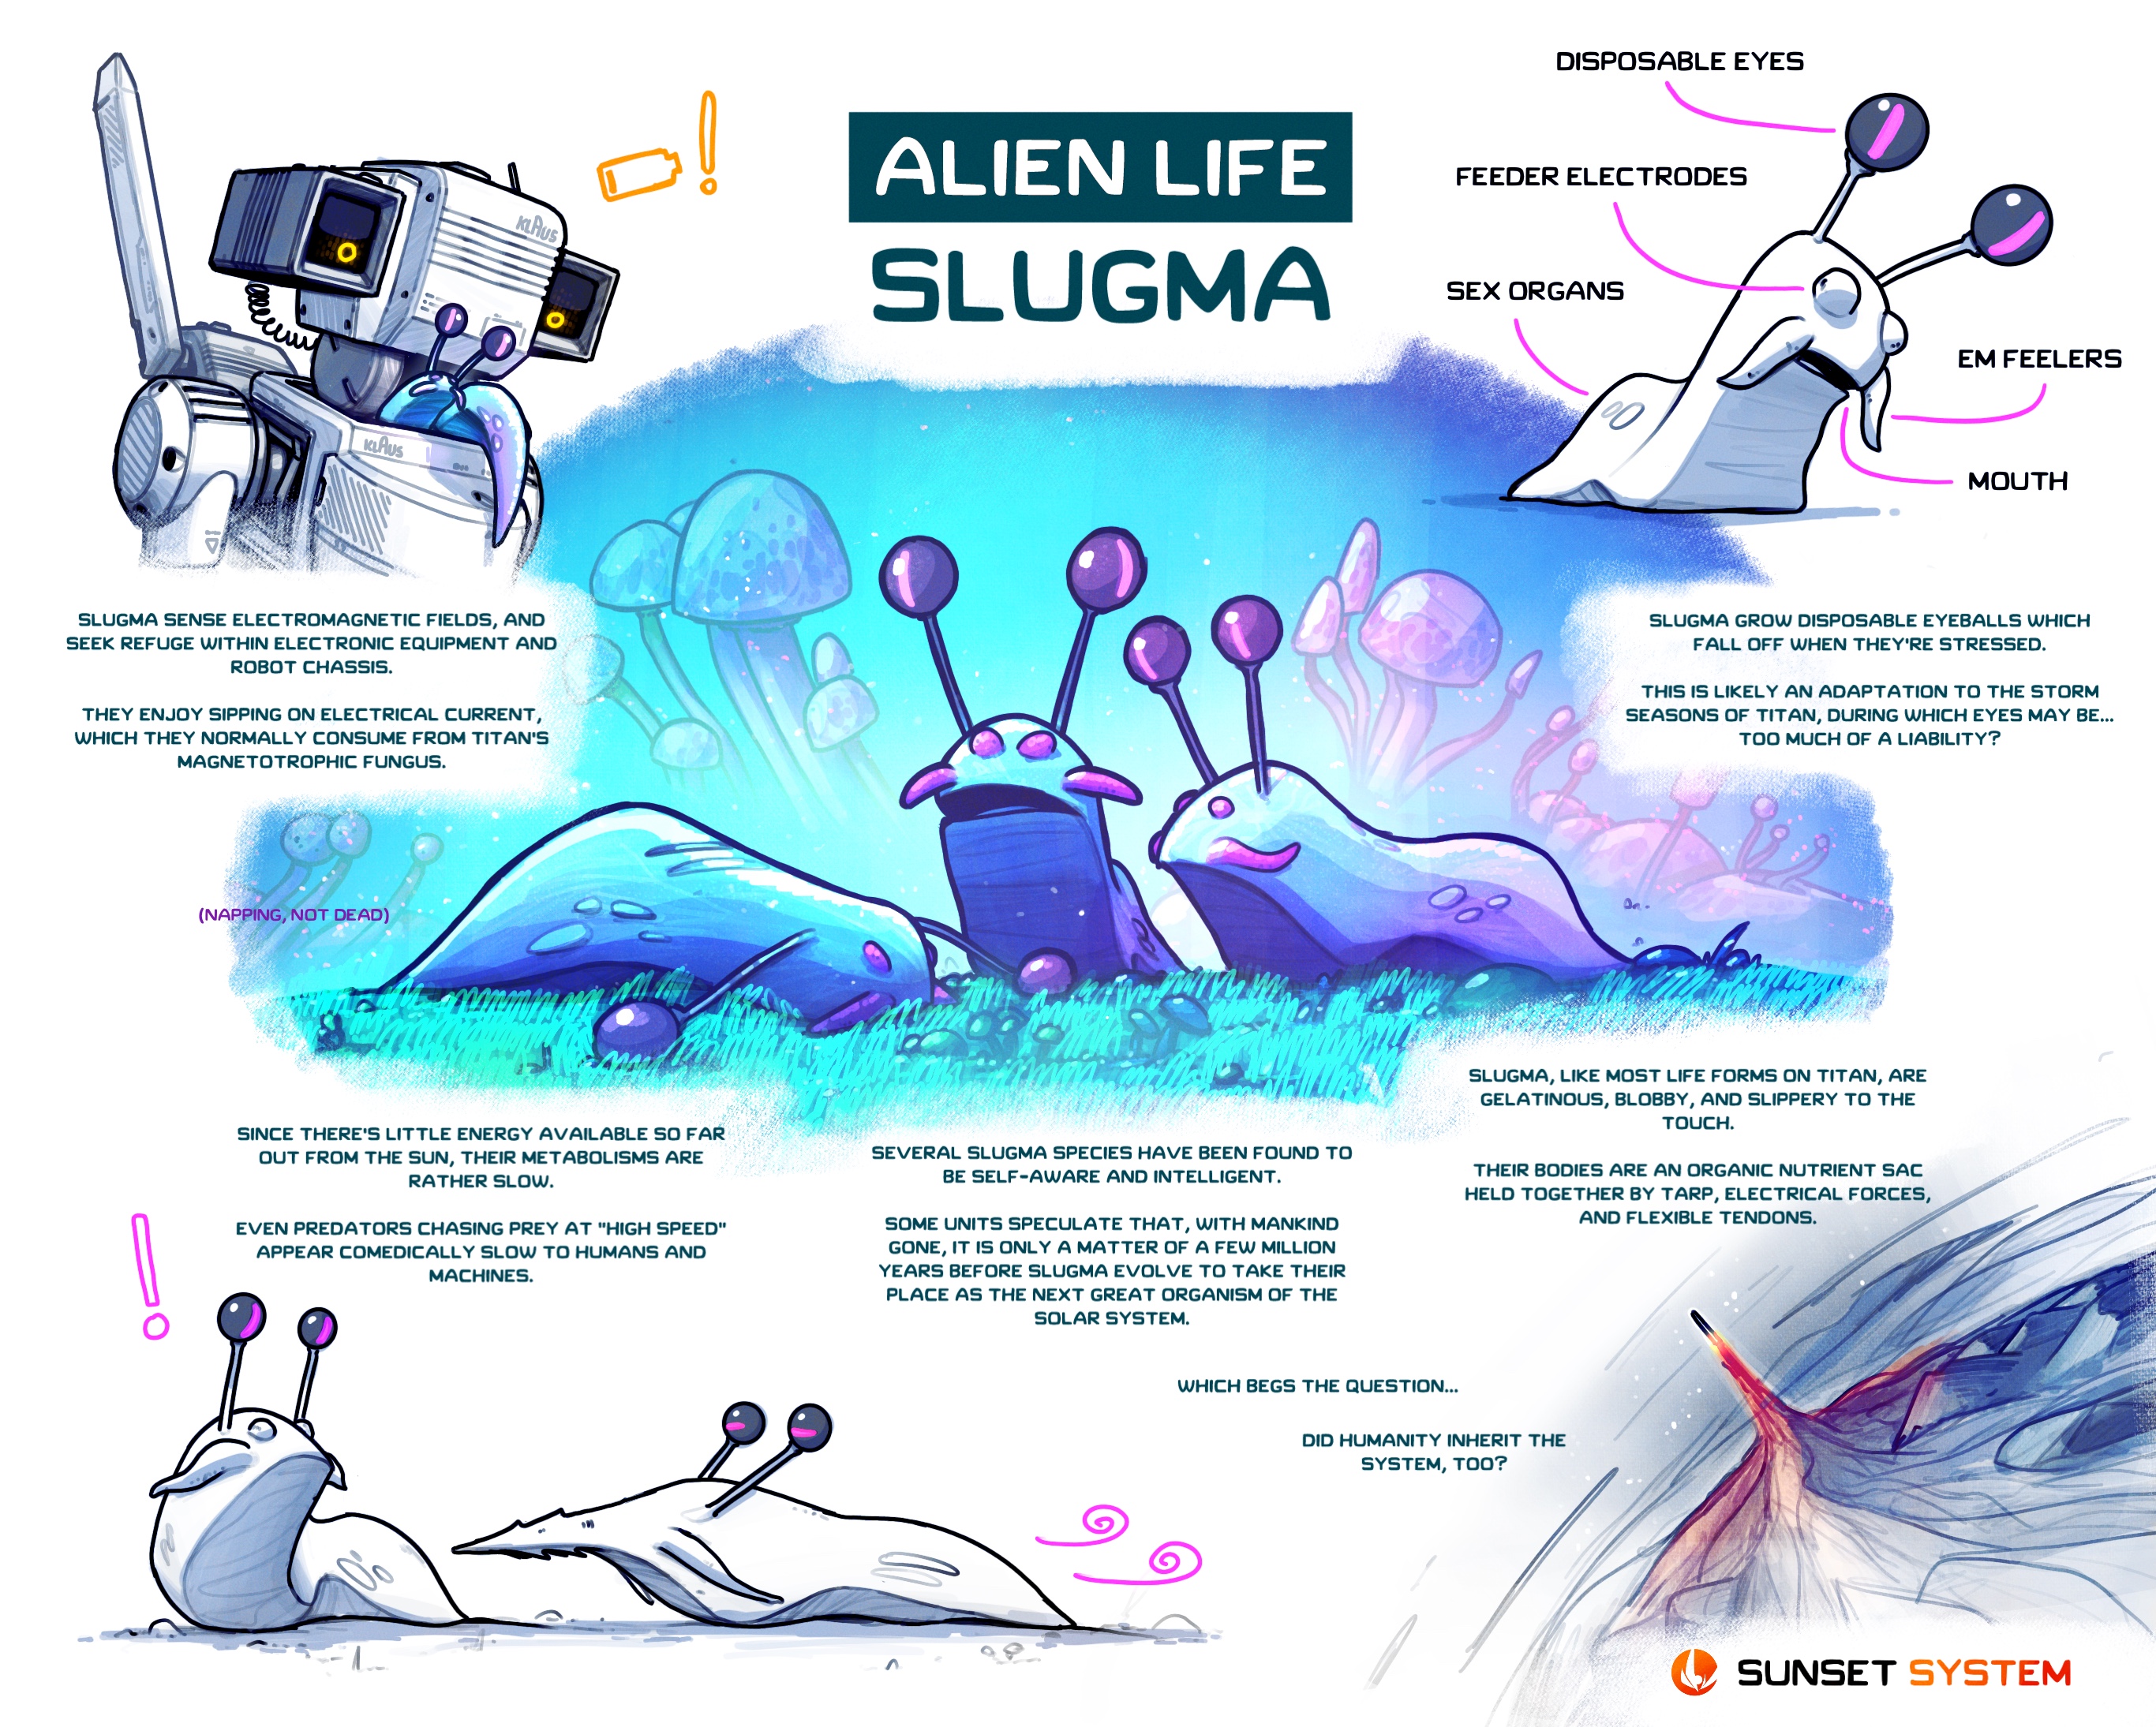 ALIEN LIFE
SLUGMA
DISPOSABLE EYES
FEEDER ELECTRODES
SEX ORGANS
EM FEELERS
MOUTH
KLAUS
KLAUS
SLUGMA SENSE ELECTROMAGNETIC FIELDS, AND
SEEK REFUGE WITHIN ELECTRONIC EQUIPMENT AND
ROBOT CHASSIS.
THEY ENJOY SIPPING ON ELECTRICAL CURRENT,
WHICH THEY NORMALLY CONSUME FROM TITAN'S
MAGNETOTROPHIC FUNGUS.
SLUGMA GROW DISPOSABLE EYEBALLS WHICH
FALL OFF WHEN THEY'RE STRESSED.
THIS IS LIKELY AN ADAPTATION TO THE STORM
SEASONS OF TITAN, DURING WHICH EYES MAY BE...
TOO MUCH OF A LIABILITY?
(NAPPING, NOT DEAD)
SINCE THERE'S LITTLE ENERGY AVAILABLE SO FAR
OUT FROM THE SUN, THEIR METABOLISMS ARE
RATHER SLOW.
EVEN PREDATORS CHASING PREY AT "HIGH SPEED"
APPEAR COMEDICALLY SLOW TO HUMANS AND
MACHINES.
SEVERAL SLUGMA SPECIES HAVE BEEN FOUND TO
BE SELF-AWARE AND INTELLIGENT.
SOME UNITS SPECULATE THAT, WITH MANKIND
GONE, IT IS ONLY A MATTER OF A FEW MILLION
YEARS BEFORE SLUGMA EVOLVE TO TAKE THEIR
PLACE AS THE NEXT GREAT ORGANISM OF THE
SOLAR SYSTEM.
SLUGMA, LIKE MOST LIFE FORMS ON TITAN, ARE
GELATINOUS, BLOBBY, AND SLIPPERY TO THE
TOUCH.
THEIR BODIES ARE AN ORGANIC NUTRIENT SAC
HELD TOGETHER BY TARP, ELECTRICAL FORCES,
AND FLEXIBLE TENDONS.
WHICH BEGS THE QUESTION...
DID HUMANITY INHERIT THE
SYSTEM, TOO?
SUNSET SYSTEM